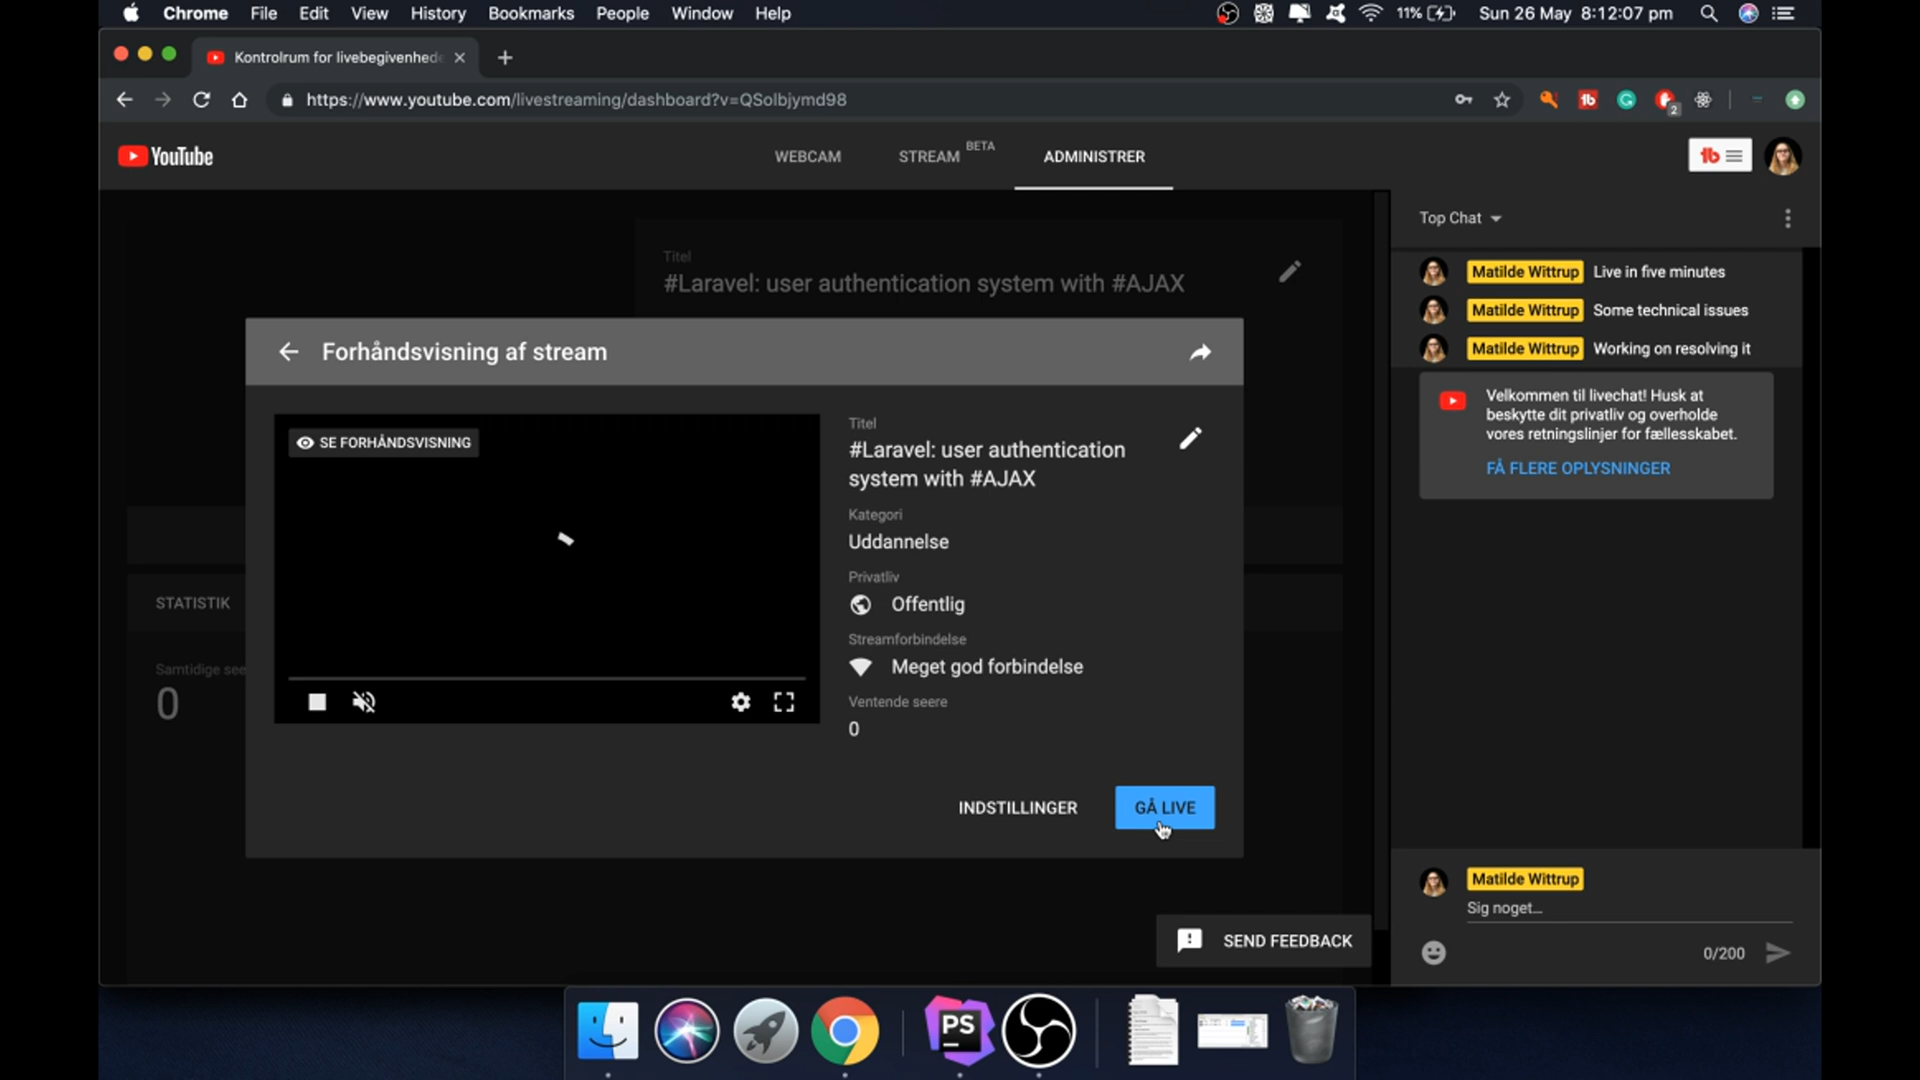 Chrome File Edit View History Bookmarks People Window Help 11% Sun 26 May 8:12:07 pm
Kontrolrum for livebegivenhede
https://www.youtube.com/livestreaming/dashboard?v=QSolbjymd98
YouTube
WEBCAM
STREAM BETA
ADMINISTRER
Titel
#Laravel: user authentication system with #AJAX
STATISTIK
Samtidige see
0
Forhåndsvisning af stream
SE FORHÅNDSVISNING
Titel
#Laravel: user authentication
system with #AJAX
Kategori
Uddannelse
Privatliv
Offentlig
Streamforbindelse
Meget god forbindelse
Ventende seere
0
INDSTILLINGER
GÅ LIVE
SEND FEEDBACK
Top Chat
Matilde Wittrup Live in five minutes
Matilde Wittrup Some technical issues
Matilde Wittrup Working on resolving it
Velkommen til livechat! Husk at
beskytte dit privatliv og overholde
vores retningslinjer for fællesskabet.
FÅ FLERE OPLYSNINGER
Matilde Wittrup
Sig noget...
0/200
PS